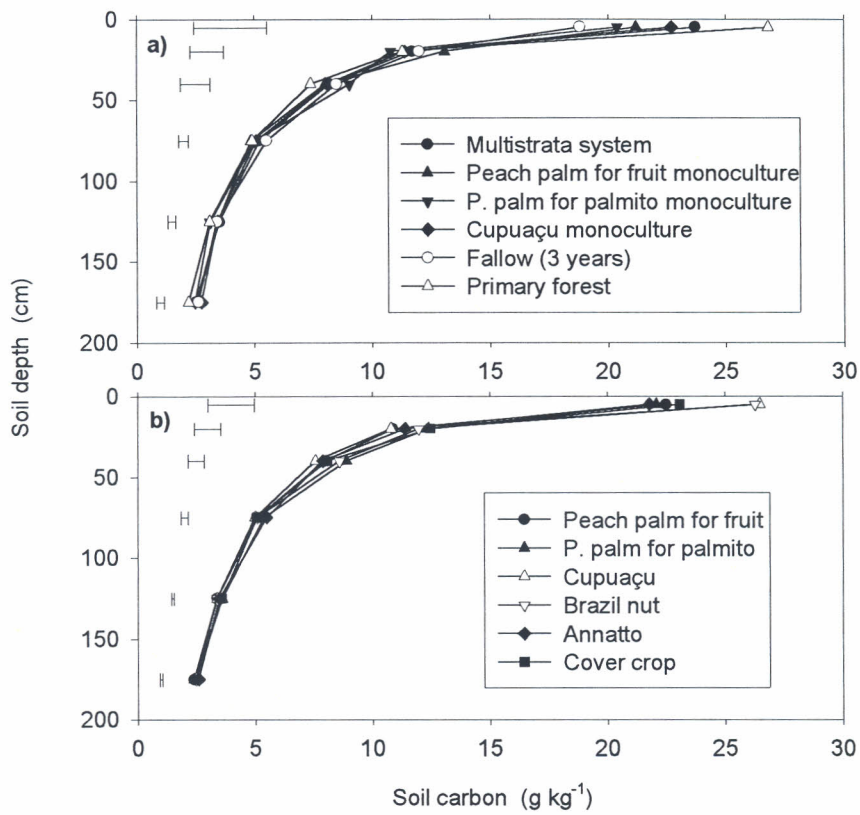 0
50
100
150
200
a)
Multistrata system
Peach palm for fruit monoculture
P. palm for palmito monoculture
Cupuaçu monoculture
Fallow (3 years)
Primary forest
0 5 10 15 20 25 30
Soil depth (cm)
0
50
100
150
200
b)
Peach palm for fruit
P. palm for palmito
Cupuaçu
Brazil nut
Annatto
Cover crop
0 5 10 15 20 25 30
Soil carbon (g kg⁻¹)